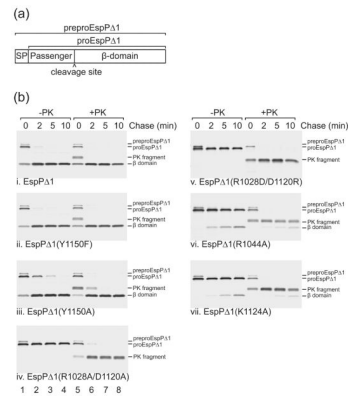 (a)
preproEspPΔ1
proEspPΔ1
SP Passenger β-domain
cleavage site
(b)
-PK +PK
0 2 5 10 0 2 5 10 Chase (min)
preproEspPΔ1
proEspPΔ1
PK fragment
β domain
i. EspPΔ1
preproEspPΔ1
proEspPΔ1
PK fragment
β domain
ii. EspPΔ1(Y1150F)
preproEspPΔ1
proEspPΔ1
PK fragment
β domain
iii. EspPΔ1(Y1150A)
preproEspPΔ1
proEspPΔ1
PK fragment
iv. EspPΔ1(R1028A/D1120A)
1 2 3 4 5 6 7 8
-PK +PK
0 2 5 10 0 2 5 10 Chase (min)
preproEspPΔ1
proEspPΔ1
PK fragment
v. EspPΔ1(R1028D/D1120R)
preproEspPΔ1
proEspPΔ1
PK fragment
β domain
vi. EspPΔ1(R1044A)
preproEspPΔ1
proEspPΔ1
PK fragment
β domain
vii. EspPΔ1(K1124A)